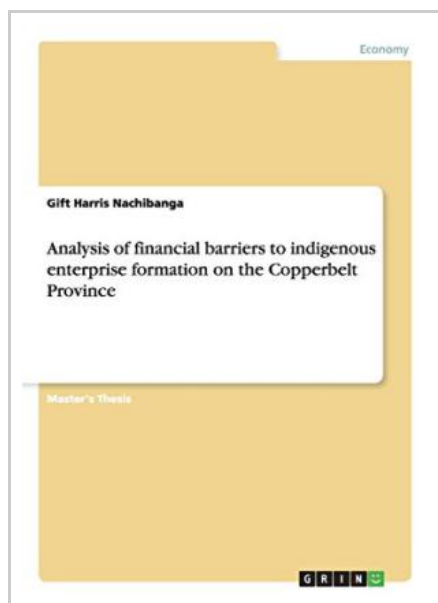 Economy
Gift Harris Nachibanga
Analysis of financial barriers to indigenous
enterprise formation on the Copperbelt
Province
Master's Thesis
GRIN